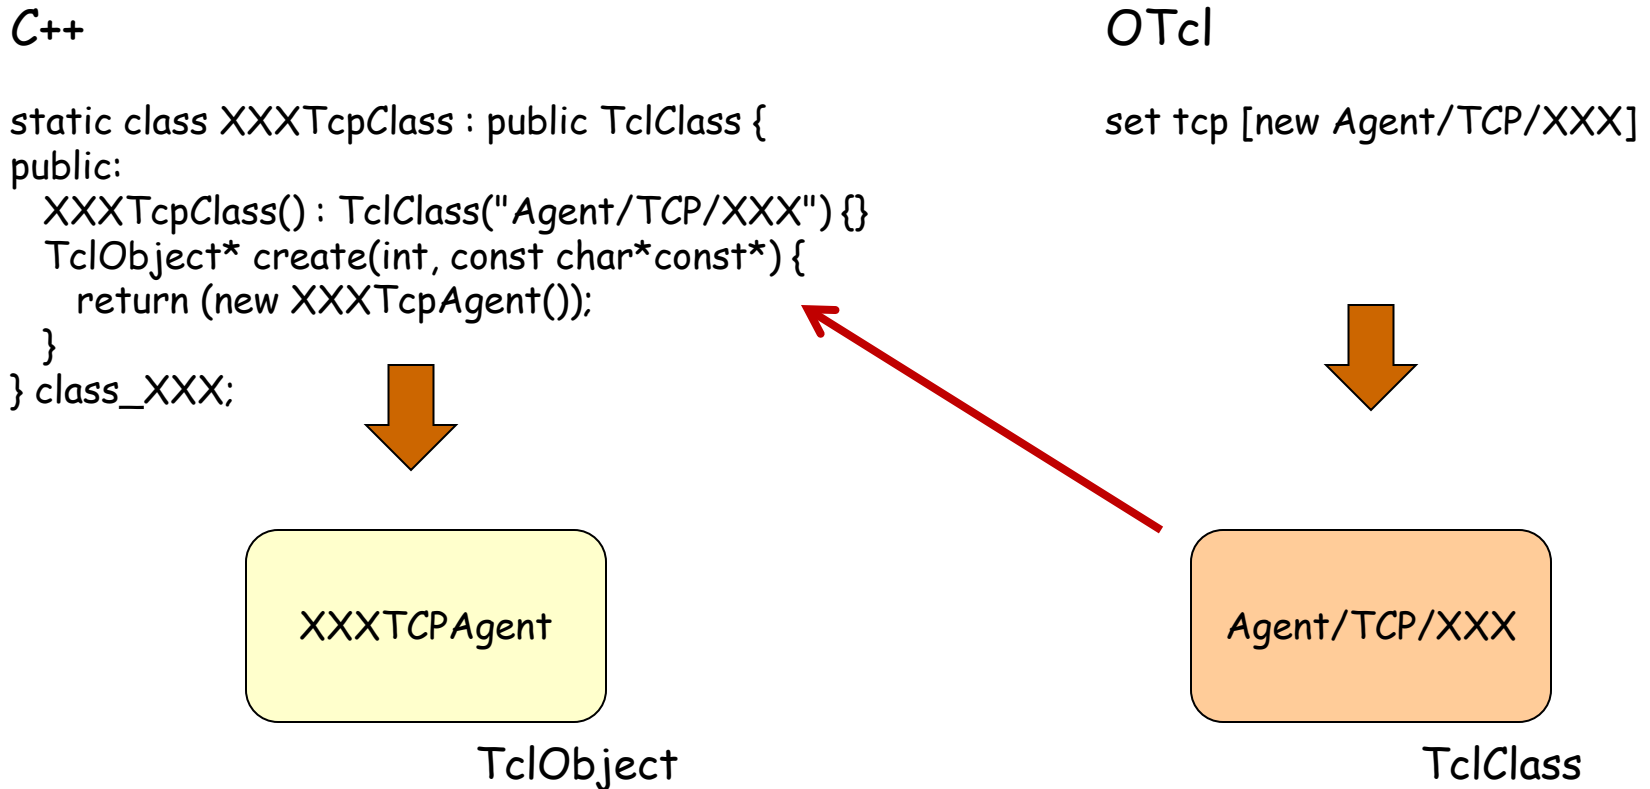 C++
static class XXXTcpClass : public TclClass {
public:
XXXTcpClass() : TclClass("Agent/TCP/XXX") {}
TclObject* create(int, const char*const*) {
return (new XXXTcpAgent());
}
} class_XXX;
OTcl
set tcp [new Agent/TCP/XXX]
XXXTCPAgent
TclObject
Agent/TCP/XXX
TclClass